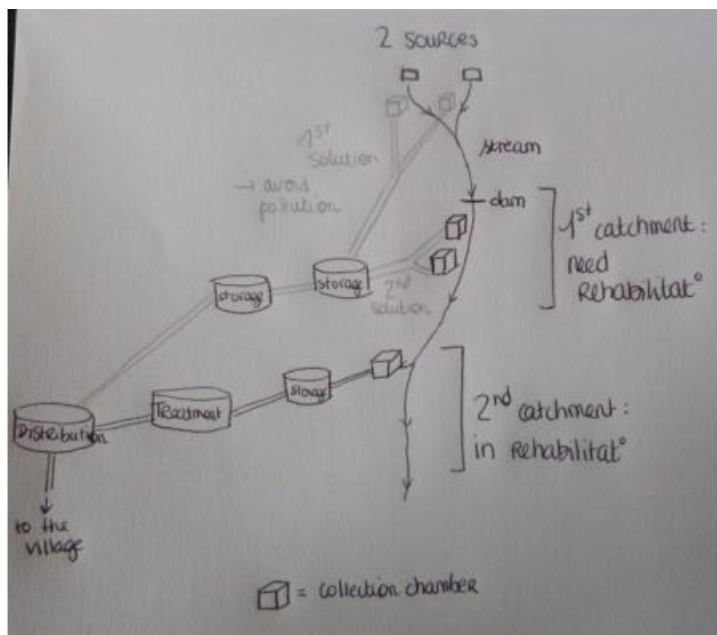 2 sources
stream
1st
solution
→ avoid
pollution
dam
1st catchment:
need
Rehabilitat°
storage
storage
2nd
solution
storage
Treatment
Distribution
2nd catchment:
in Rehabilitat°
to the
village
= collection chamber